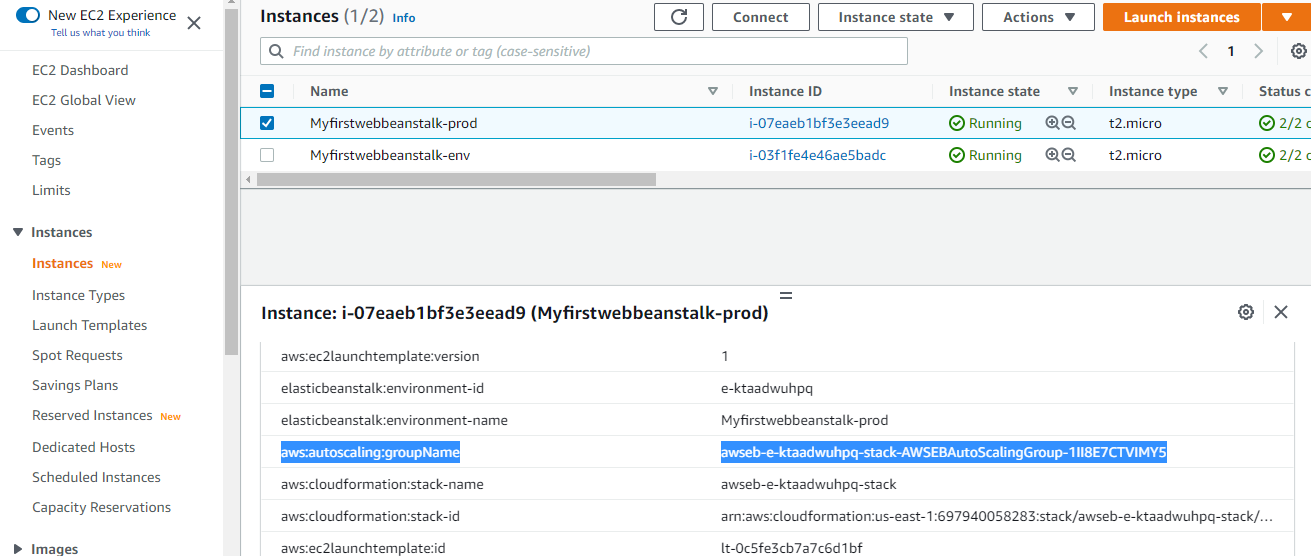 New EC2 Experience
Tell us what you think
EC2 Dashboard
EC2 Global View
Events
Tags
Limits
Instances
Instances New
Instance Types
Launch Templates
Spot Requests
Savings Plans
Reserved Instances New
Dedicated Hosts
Scheduled Instances
Capacity Reservations
Images
Instances (1/2) Info
Connect
Instance state
Actions
Launch instances
Find instance by attribute or tag (case-sensitive)
1
Name Instance ID Instance state Instance type Status c
Myfirstwebbeanstalk-prod i-07eaeb1bf3e3eead9 Running t2.micro 2/2 c
Myfirstwebbeanstalk-env i-03f1fe4e46ae5badc Running t2.micro 2/2 c
Instance: i-07eaeb1bf3e3eead9 (Myfirstwebbeanstalk-prod)
aws:ec2launchtemplate:version 1
elasticbeanstalk:environment-id e-ktaadwuhpq
elasticbeanstalk:environment-name Myfirstwebbeanstalk-prod
aws:autoscaling:groupName awseb-e-ktaadwuhpq-stack-AWSEBAutoScalingGroup-1II8E7CTVIMY5
aws:cloudformation:stack-name awseb-e-ktaadwuhpq-stack
aws:cloudformation:stack-id arn:aws:cloudformation:us-east-1:697940058283:stack/awseb-e-ktaadwuhpq-stack/...
aws:ec2launchtemplate:id lt-0c5fe3cb7a7c6d1bf